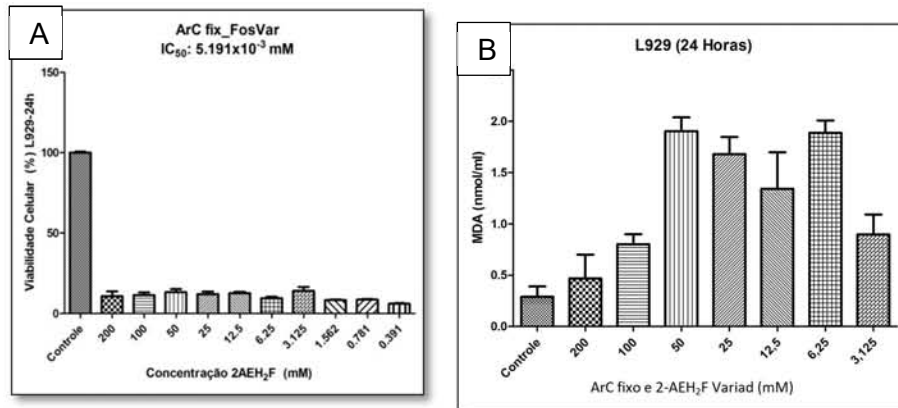 A
ArC fix_FosVar
IC50: 5.191x10-3 mM
Viabilidade Celular (%) L929-24h
150
100
50
0
Controle
200
100
50
25
12.5
6.25
3.125
1.562
0.781
0.391
Concentração 2AEH2F (mM)
B
L929 (24 Horas)
MDA (nmol/ml)
2.0
1.5
1.0
0.5
0.0
Controle
200
100
50
25
12,5
6,25
3,125
ArC fixo e 2-AEH2F Variad (mM)